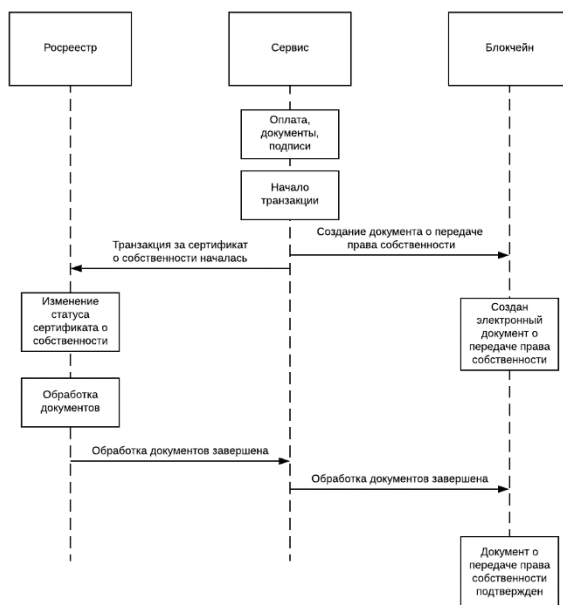 Росреестр
Сервис
Блокчейн
Оплата,
документы,
подписи
Начало
транзакции
Создание документа о передаче
права собственности
Транзакция за сертификат
о собственности началась
Изменение
статуса
сертификата о
собственности
Создан
электронный
документ о
передаче права
собственности
Обработка
документов
Обработка документов завершена
Обработка документов завершена
Документ о
передаче права
собственности
подтвержден